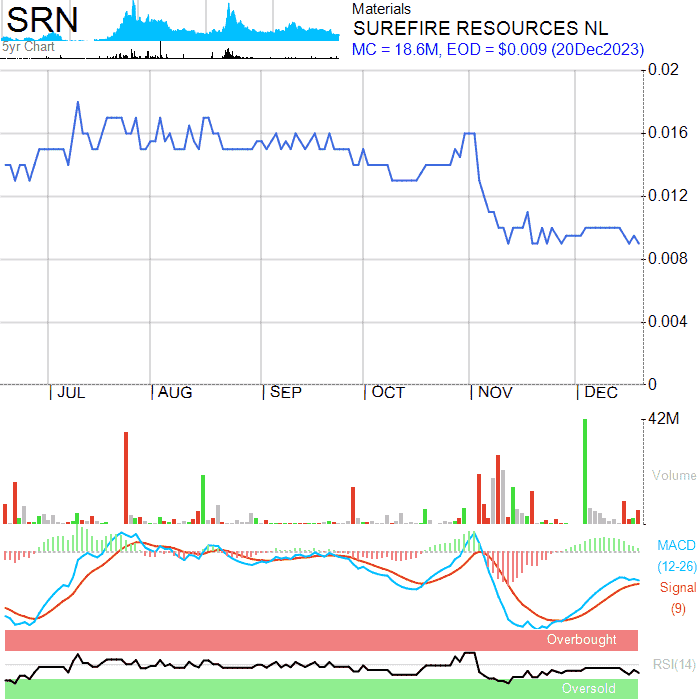 SRN
5yr Chart
Materials
SUREFIRE RESOURCES NL
MC = 18.6M, EOD = $0.009 (20Dec2023)
0.02
0.016
0.012
0.008
0.004
0
| JUL | AUG | SEP | OCT | NOV | DEC
42M
Volume
MACD
(12-26)
Signal
(9)
Overbought
RSI(14)
Oversold